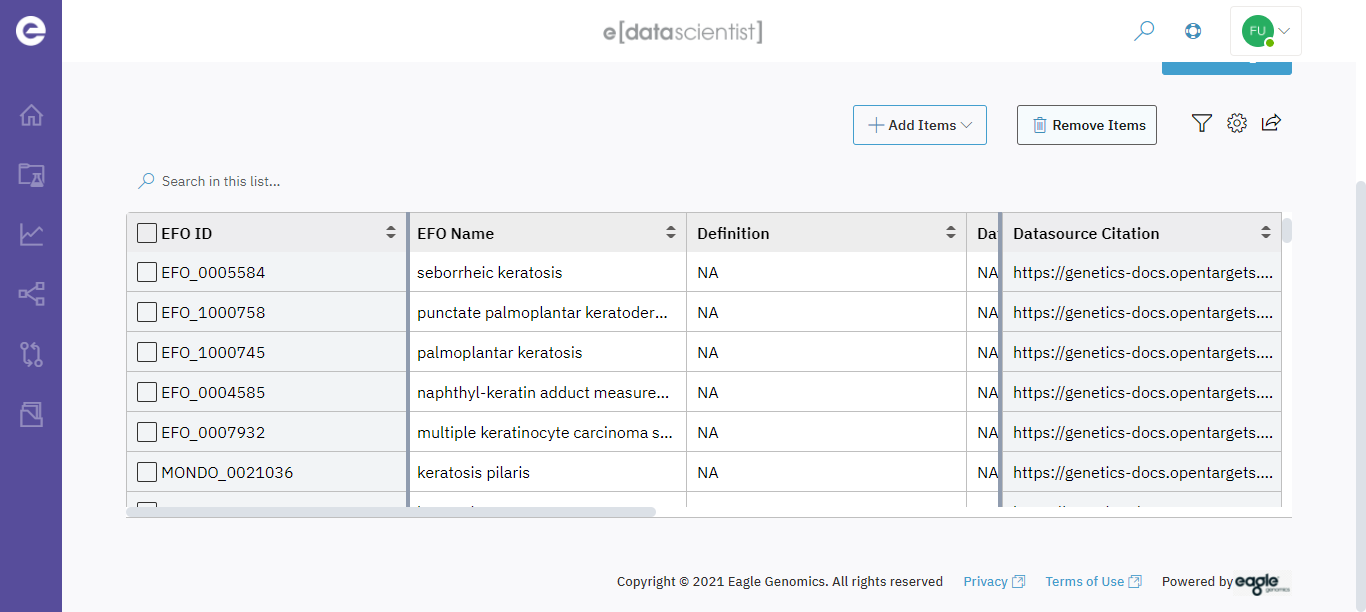 e[datascientist]
FU
Add Items
Remove Items
Search in this list...
EFO ID EFO Name Definition Da Datasource Citation
EFO_0005584 seborrheic keratosis NA NA https://genetics-docs.opentargets....
EFO_1000758 punctate palmoplantar keratoder... NA NA https://genetics-docs.opentargets....
EFO_1000745 palmoplantar keratosis NA NA https://genetics-docs.opentargets....
EFO_0004585 naphthyl-keratin adduct measure... NA NA https://genetics-docs.opentargets....
EFO_0007932 multiple keratinocyte carcinoma s... NA NA https://genetics-docs.opentargets....
MONDO_0021036 keratosis pilaris NA NA https://genetics-docs.opentargets....
Copyright © 2021 Eagle Genomics. All rights reserved Privacy Terms of Use Powered by eagle genomics